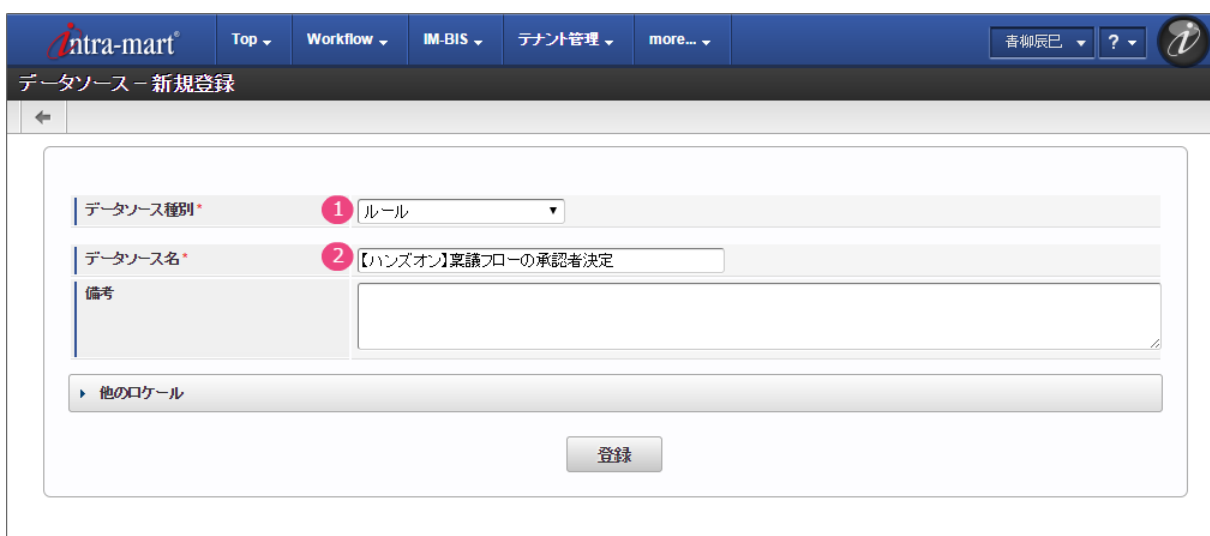 intra-mart® Top Workflow IM-BIS テナント管理 more... 青柳辰巳 ?
データソース - 新規登録
データソース種別* 1 ルール
データソース名* 2 【ハンズオン】稟議フローの承認者決定
備考
他のロケール
登録